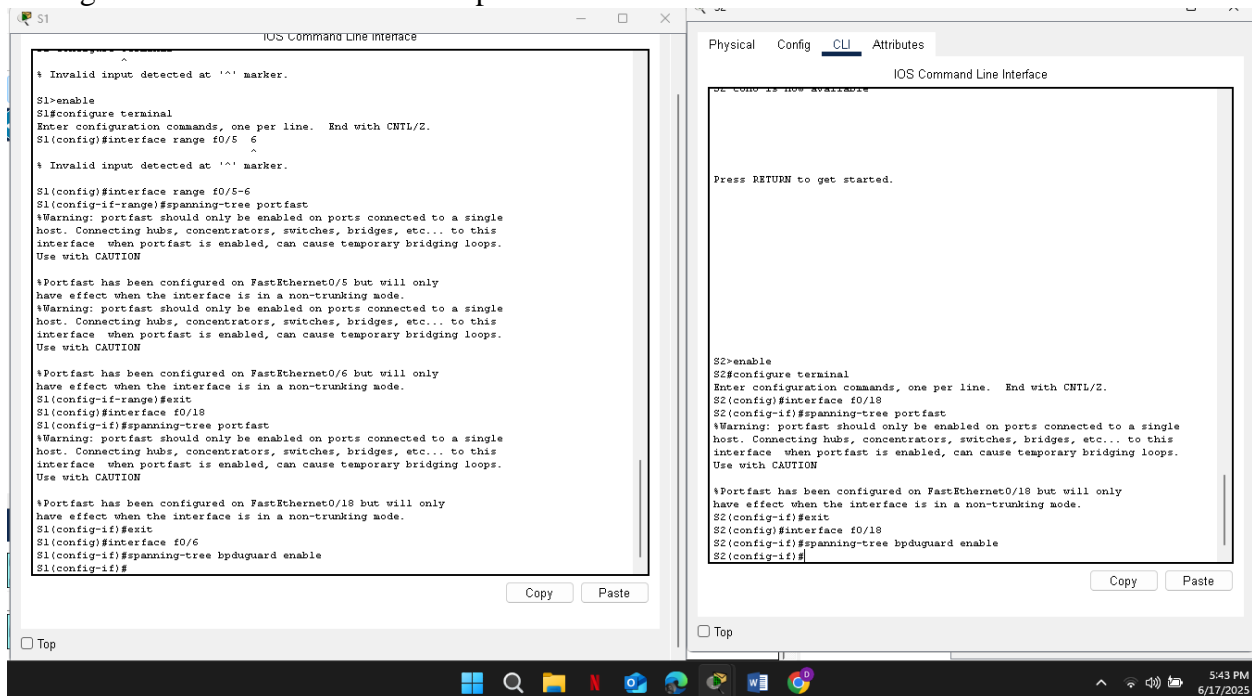 S1
IOS Command Line Interface
^
% Invalid input detected at '^' marker.
S1>enable
S1#configure terminal
Enter configuration commands, one per line.  End with CNTL/Z.
S1(config)#interface range f0/5  6
^
% Invalid input detected at '^' marker.
S1(config)#interface range f0/5-6
S1(config-if-range)#spanning-tree portfast
%Warning: portfast should only be enabled on ports connected to a single
host. Connecting hubs, concentrators, switches, bridges, etc... to this
interface  when portfast is enabled, can cause temporary bridging loops.
Use with CAUTION
%Portfast has been configured on FastEthernet0/5 but will only
have effect when the interface is in a non-trunking mode.
%Warning: portfast should only be enabled on ports connected to a single
host. Connecting hubs, concentrators, switches, bridges, etc... to this
interface  when portfast is enabled, can cause temporary bridging loops.
Use with CAUTION
%Portfast has been configured on FastEthernet0/6 but will only
have effect when the interface is in a non-trunking mode.
S1(config-if-range)#exit
S1(config)#interface f0/18
S1(config-if)#spanning-tree portfast
%Warning: portfast should only be enabled on ports connected to a single
host. Connecting hubs, concentrators, switches, bridges, etc... to this
interface  when portfast is enabled, can cause temporary bridging loops.
Use with CAUTION
%Portfast has been configured on FastEthernet0/18 but will only
have effect when the interface is in a non-trunking mode.
S1(config-if)#exit
S1(config)#interface f0/6
S1(config-if)#spanning-tree bpduguard enable
S1(config-if)#
Copy Paste
Top
Physical Config CLI Attributes
IOS Command Line Interface
S2 con0 is now available
Press RETURN to get started.
S2>enable
S2#configure terminal
Enter configuration commands, one per line.  End with CNTL/Z.
S2(config)#interface f0/18
S2(config-if)#spanning-tree portfast
%Warning: portfast should only be enabled on ports connected to a single
host. Connecting hubs, concentrators, switches, bridges, etc... to this
interface  when portfast is enabled, can cause temporary bridging loops.
Use with CAUTION
%Portfast has been configured on FastEthernet0/18 but will only
have effect when the interface is in a non-trunking mode.
S2(config-if)#exit
S2(config)#interface f0/18
S2(config-if)#spanning-tree bpduguard enable
S2(config-if)#
Copy Paste
Top
5:43 PM
6/17/2025